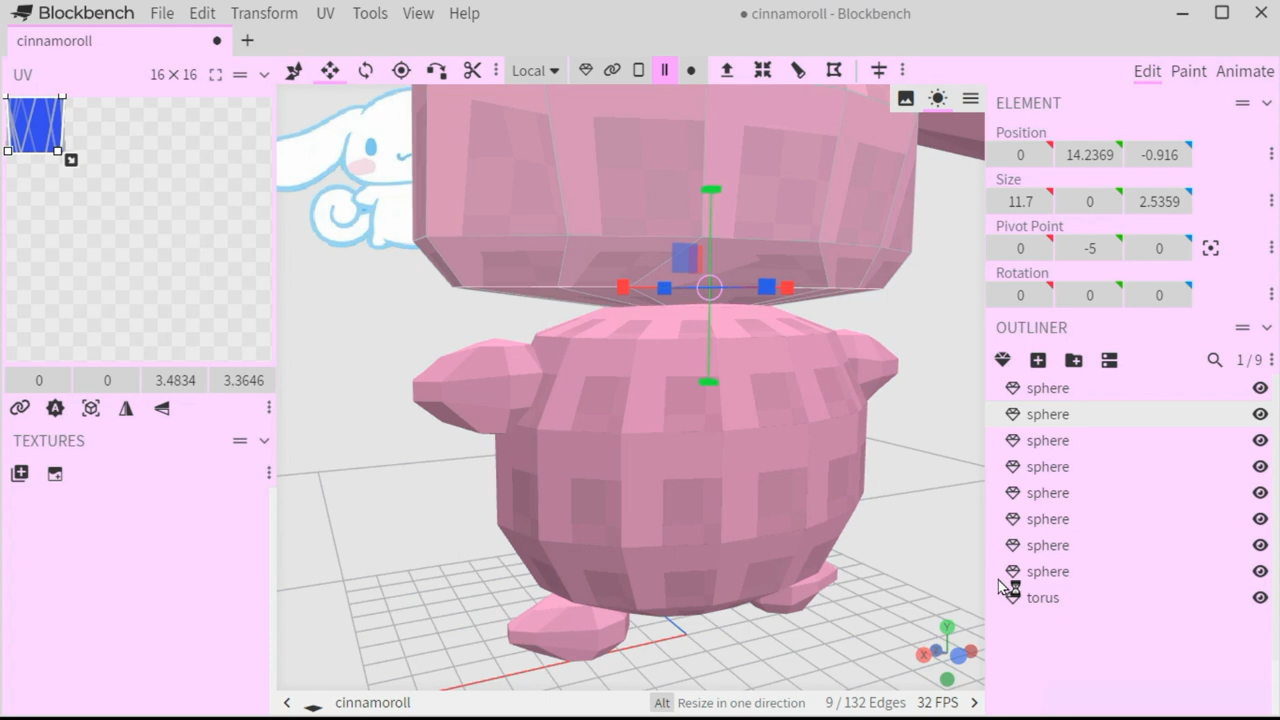 Blockbench File Edit Transform UV Tools View Help cinnamoroll - Blockbench
cinnamoroll
UV 16 × 16 Local Edit Paint Animate
ELEMENT
Position
0 14.2369 -0.916
Size
11.7 0 2.5359
Pivot Point
0 -5 0
Rotation
0 0 0
OUTLINER
1/9
sphere
sphere
sphere
sphere
sphere
sphere
sphere
sphere
torus
0 0 3.4834 3.3646
TEXTURES
X
Y
cinnamoroll Alt Resize in one direction 9 / 132 Edges 32 FPS